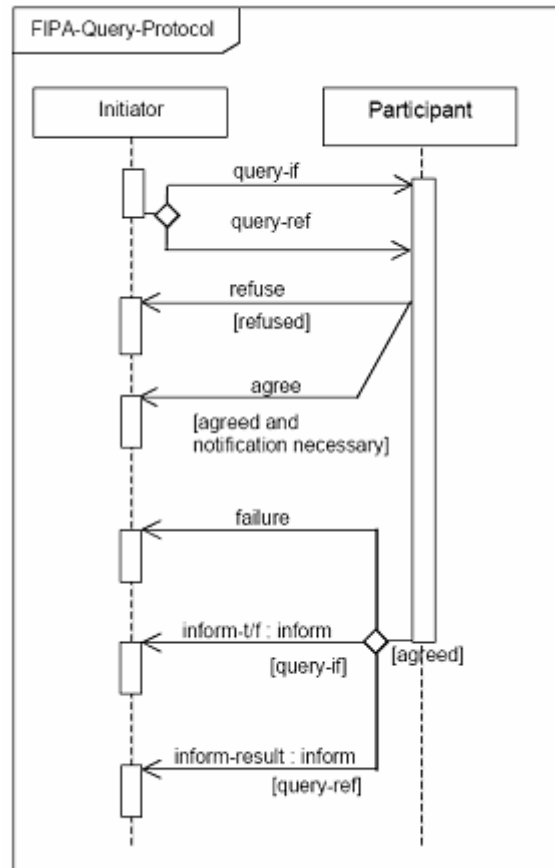 FIPA-Query-Protocol
Initiator
Participant
query-if
query-ref
refuse
[refused]
agree
[agreed and
notification necessary]
failure
inform-t/f : inform
[agreed]
[query-if]
inform-result : inform
[query-ref]